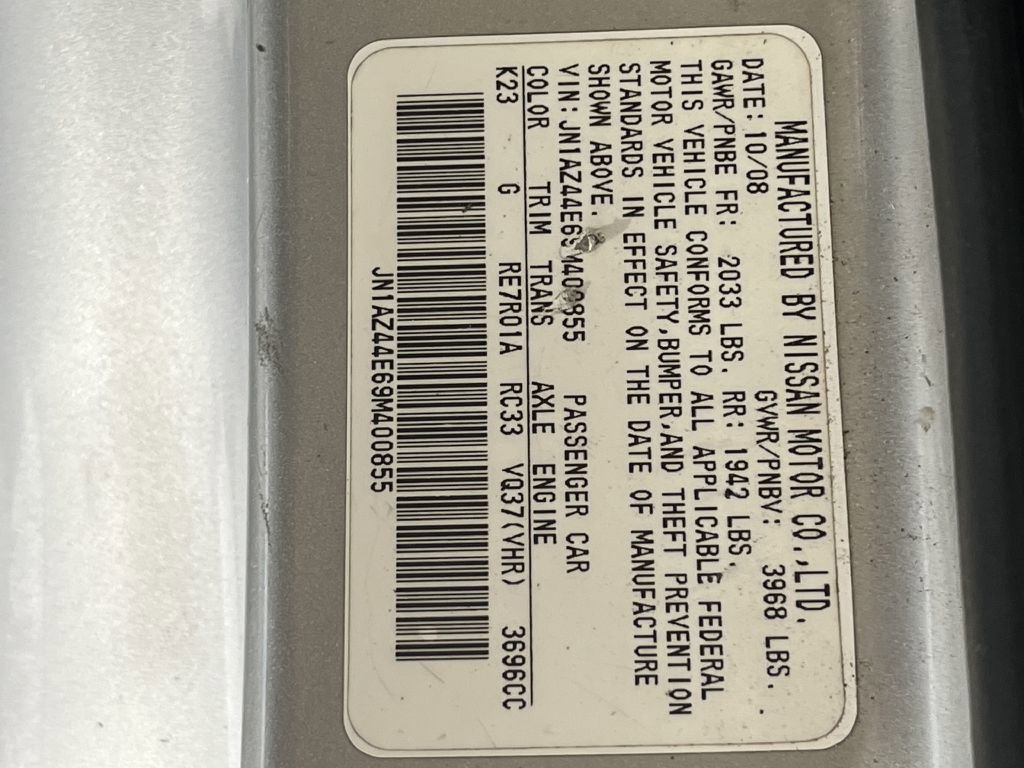 MANUFACTURED BY NISSAN MOTOR CO.,LTD.
DATE:10/08 GVWR/PNBV: 3968 LBS.
GAWR/PNBE FR: 2033 LBS. RR: 1942 LBS.
THIS VEHICLE CONFORMS TO ALL APPLICABLE FEDERAL
MOTOR VEHICLE SAFETY,BUMPER,AND THEFT PREVENTION
STANDARDS IN EFFECT ON THE DATE OF MANUFACTURE
SHOWN ABOVE.
VIN:JN1AZ44E69M400855 PASSENGER CAR
COLOR TRIM TRANS AXLE ENGINE
K23 G RE7R01A RC33 VQ37(VHR) 3696CC
JN1AZ44E69M400855